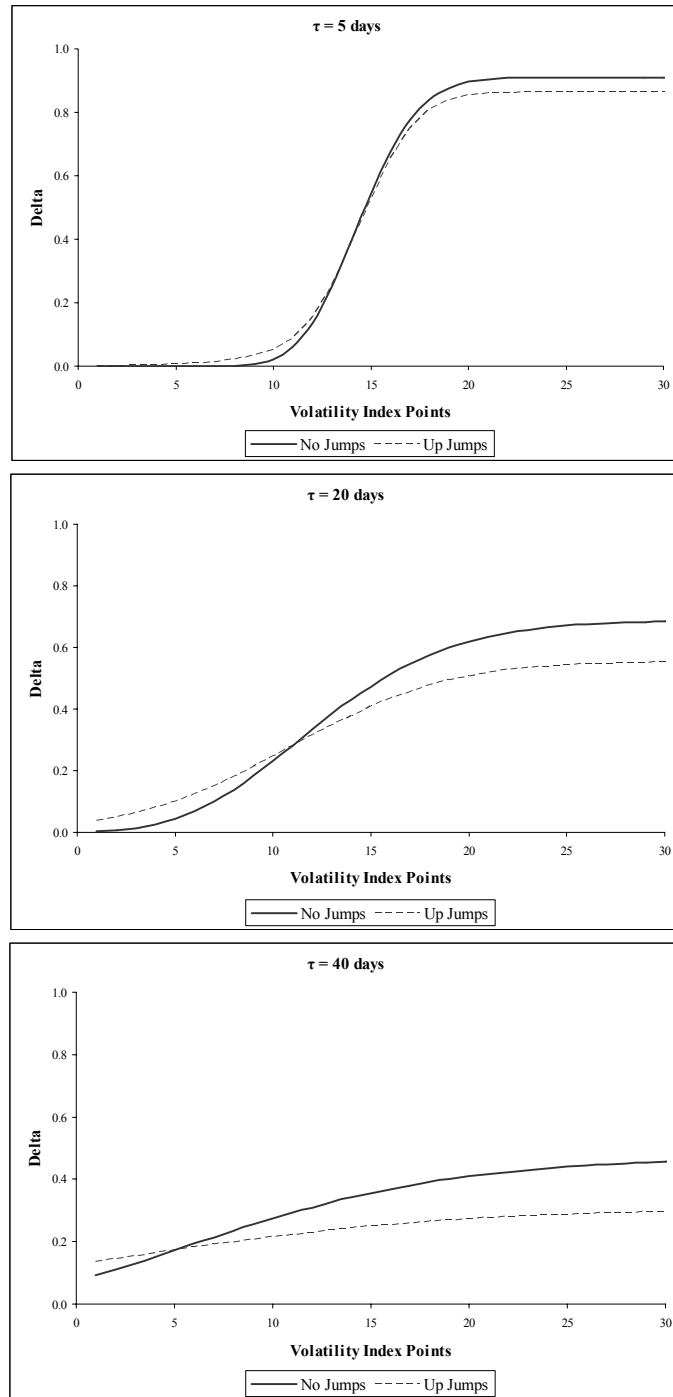 τ = 5 days
1.0
0.8
0.6
0.4
0.2
0.0
Delta
0 5 10 15 20 25 30
Volatility Index Points
No Jumps Up Jumps
τ = 20 days
1.0
0.8
0.6
0.4
0.2
0.0
Delta
0 5 10 15 20 25 30
Volatility Index Points
No Jumps Up Jumps
τ = 40 days
1.0
0.8
0.6
0.4
0.2
0.0
Delta
0 5 10 15 20 25 30
Volatility Index Points
No Jumps Up Jumps